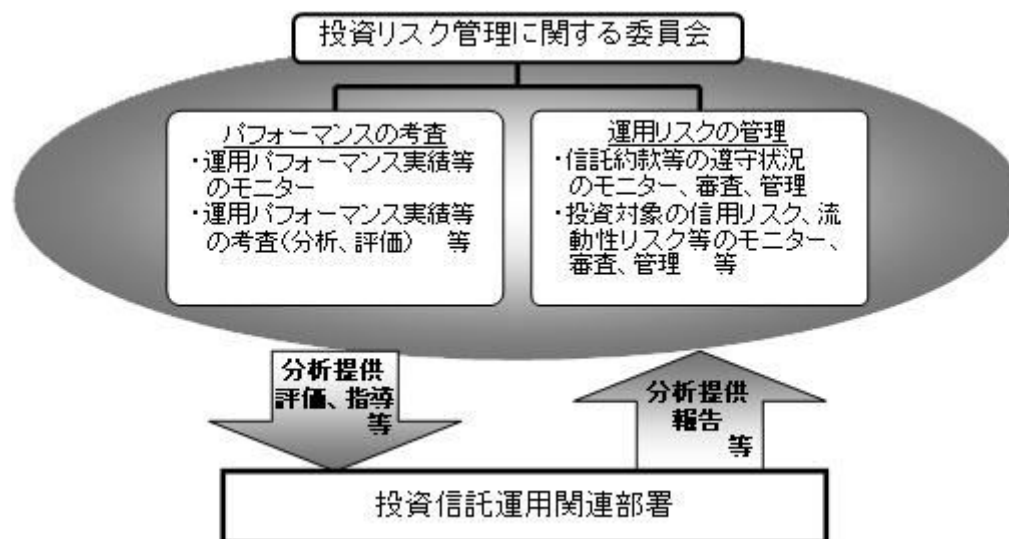 投資リスク管理に関する委員会
パフォーマンスの考査
・運用パフォーマンス実績等
のモニター
・運用パフォーマンス実績等
の考査(分析、評価) 等
運用リスクの管理
・信託約款等の遵守状況
のモニター、審査、管理
・投資対象の信用リスク、流
動性リスク等のモニター、
審査、管理 等
分析提供
評価、指導
等
分析提供
報告
等
投資信託運用関連部署